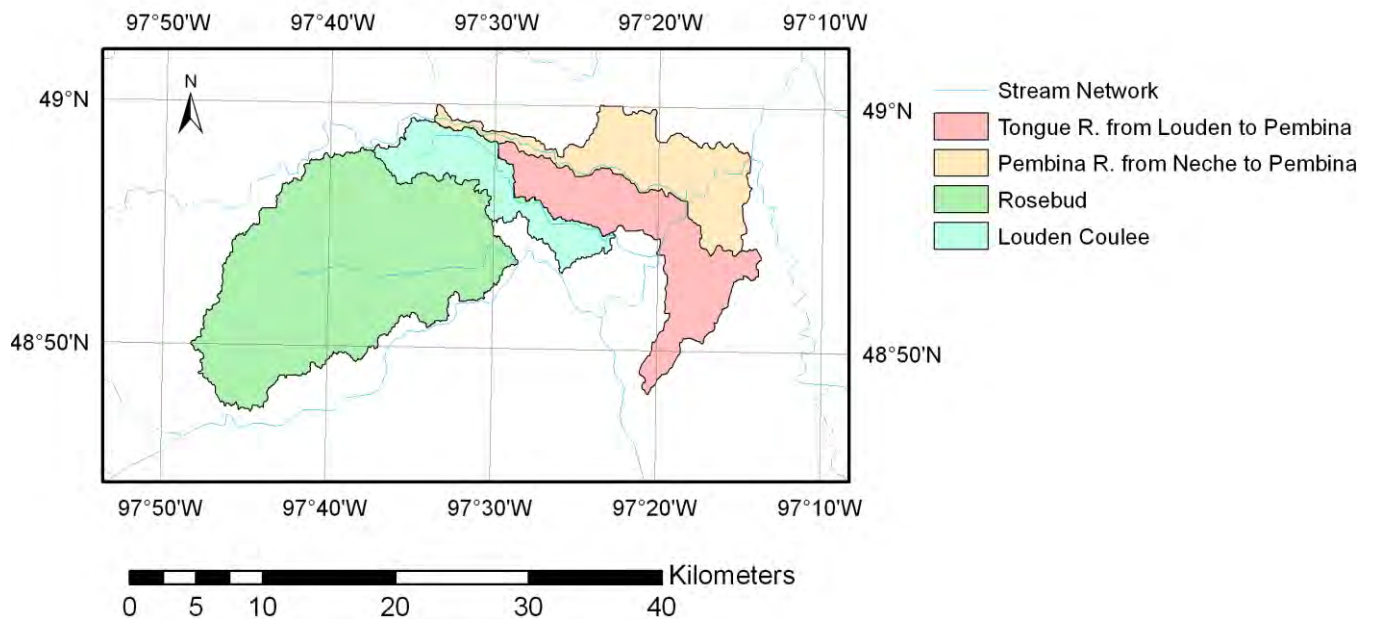 97°50'W 97°40'W 97°30'W 97°20'W 97°10'W
N
49°N
49°N
Stream Network
Tongue R. from Louden to Pembina
Pembina R. from Neche to Pembina
Rosebud
Louden Coulee
48°50'N
48°50'N
97°50'W 97°40'W 97°30'W 97°20'W 97°10'W
Kilometers
0 5 10 20 30 40